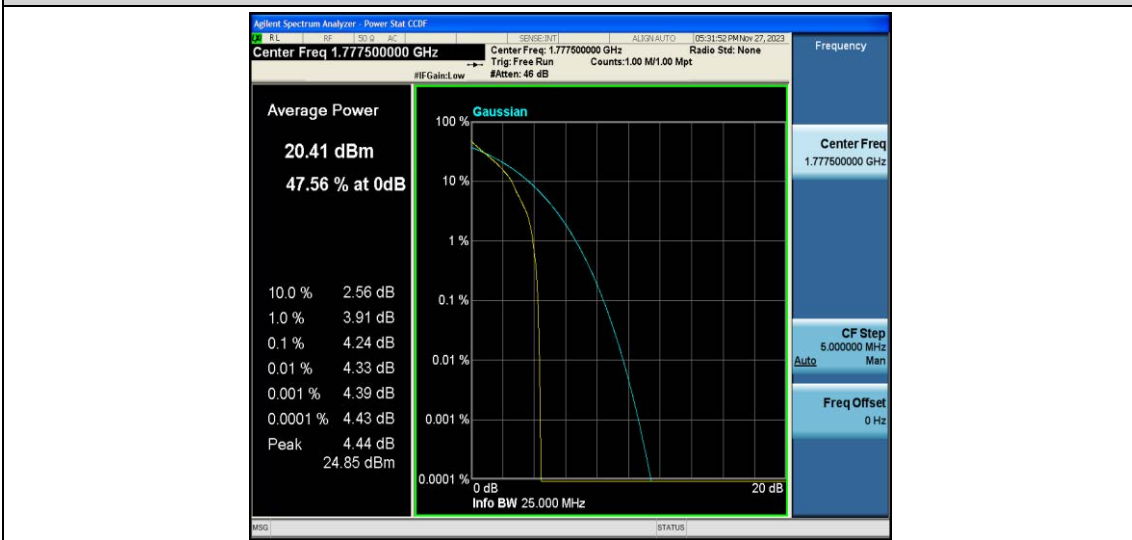 Agilent Spectrum Analyzer - Power Stat CCDF
LXI RL RF 50 Ω AC SENSE:INT ALIGN AUTO 05:31:52 PM Nov 27, 2023
Center Freq 1.777500000 GHz
Center Freq: 1.777500000 GHz Radio Std: None
Trig: Free Run Counts:1.00 M/1.00 Mpt
#IFGain:Low #Atten: 46 dB
Frequency
Average Power
20.41 dBm
47.56 % at 0dB
10.0 % 2.56 dB
1.0 % 3.91 dB
0.1 % 4.24 dB
0.01 % 4.33 dB
0.001 % 4.39 dB
0.0001 % 4.43 dB
Peak 4.44 dB
24.85 dBm
Gaussian
100 %
10 %
1 %
0.1 %
0.01 %
0.001 %
0.0001 %
0 dB 20 dB
Info BW 25.000 MHz
Center Freq
1.777500000 GHz
CF Step
5.000000 MHz
Auto Man
Freq Offset
0 Hz
MSG STATUS